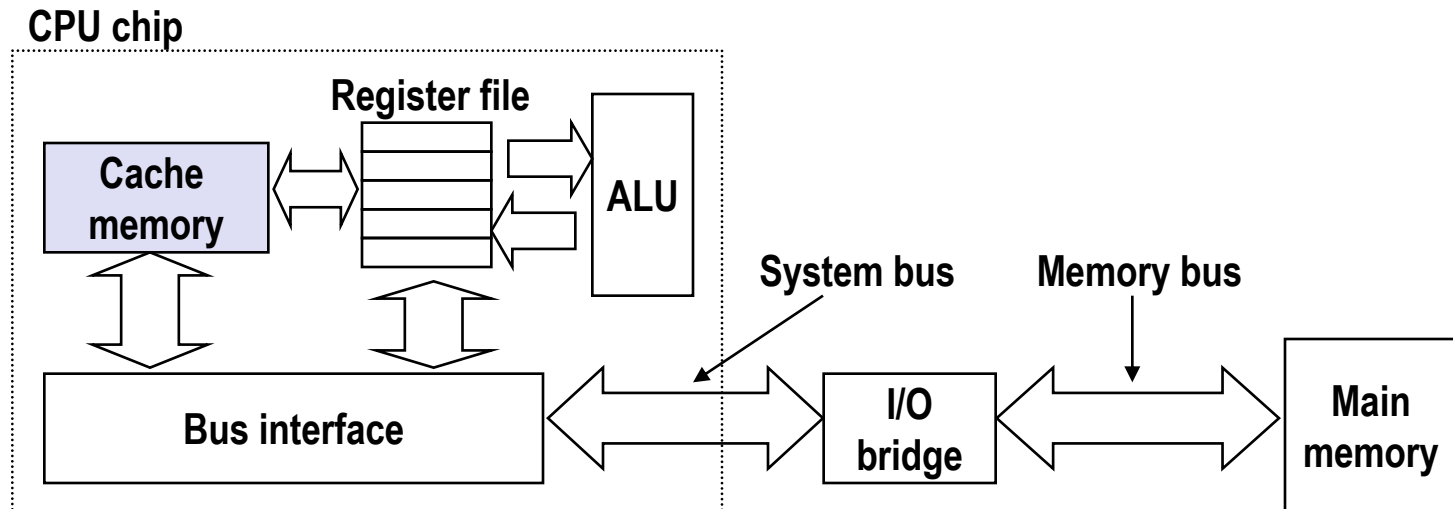 CPU chip
Register file
Cache
memory
ALU
System bus
Memory bus
Bus interface
I/O
bridge
Main
memory